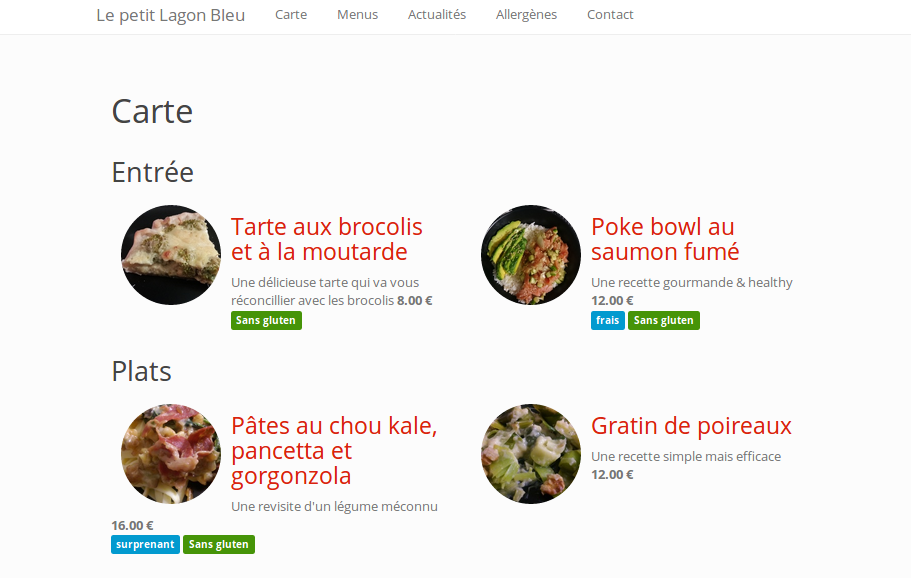 Le petit Lagon Bleu Carte Menus Actualités Allergènes Contact
Carte
Entrée
Tarte aux brocolis
et à la moutarde
Une délicieuse tarte qui va vous
réconcillier avec les brocolis 8.00 €
Sans gluten
Poke bowl au
saumon fumé
Une recette gourmande & healthy
12.00 €
frais Sans gluten
Plats
Pâtes au chou kale,
pancetta et
gorgonzola
Une revisite d'un légume méconnu
16.00 €
surprenant Sans gluten
Gratin de poireaux
Une recette simple mais efficace
12.00 €